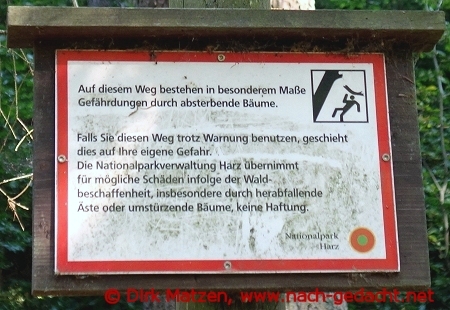 Auf diesem Weg bestehen in besonderem Maße
Gefährdungen durch absterbende Bäume.
Falls Sie diesen Weg trotz Warnung benutzen, geschieht
dies auf Ihre eigene Gefahr.
Die Nationalparkverwaltung Harz übernimmt
für mögliche Schäden infolge der Wald-
beschaffenheit, insbesondere durch herabfallende
Äste oder umstürzende Bäume, keine Haftung.
Nationalpark
Harz
© Dirk Matzen, www.nach-gedacht.net